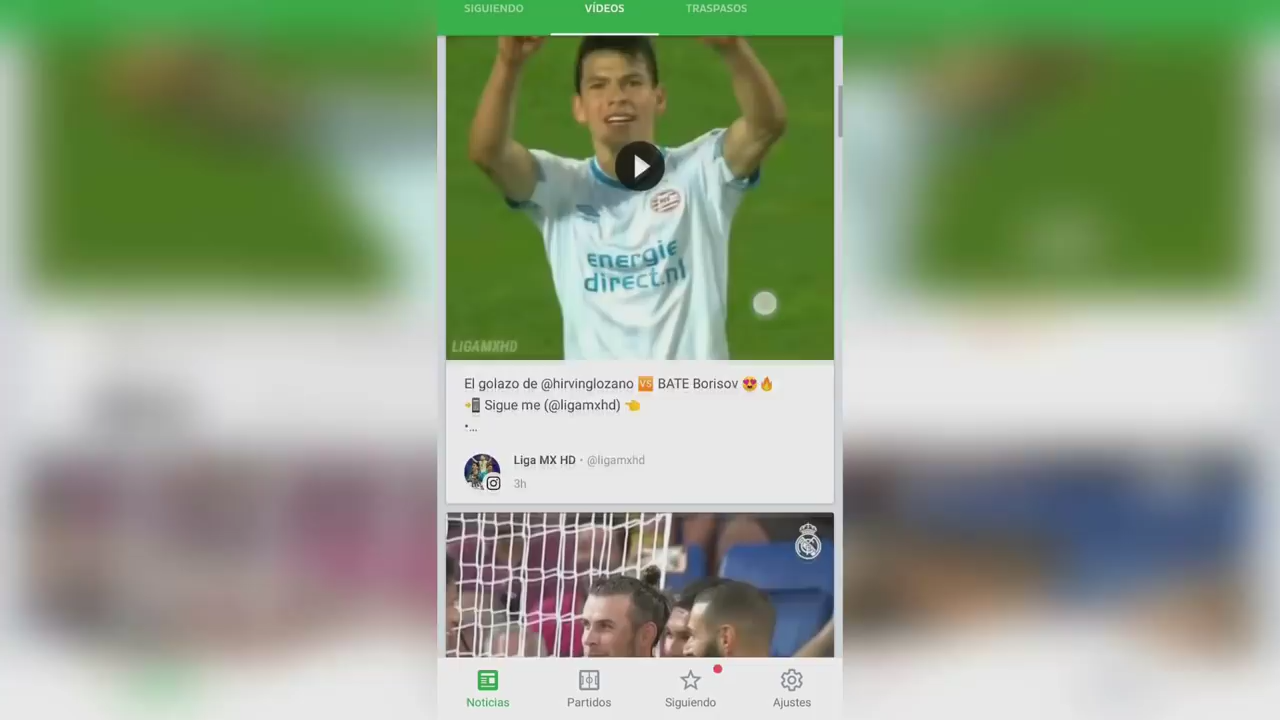 SIGUIENDO VÍDEOS TRASPASOS
energie
direct.nl
LIGAMXHD
El golazo de @hirvinglozano 🆚 BATE Borisov 😍🔥
📲 Sigue me (@ligamxhd) 👈
•...
Liga MX HD • @ligamxhd
3h
Noticias Partidos Siguiendo Ajustes